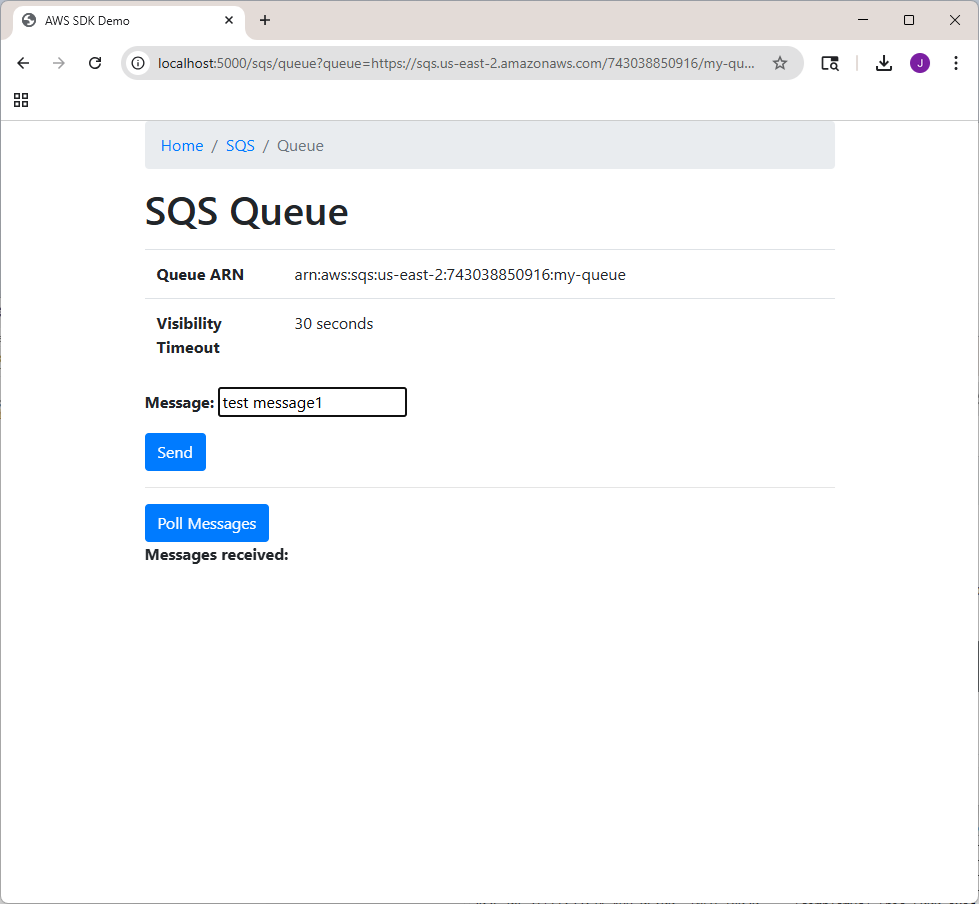 AWS SDK Demo
localhost:5000/sqs/queue?queue=https://sqs.us-east-2.amazonaws.com/743038850916/my-qu...
J
Home / SQS / Queue
SQS Queue
Queue ARN arn:aws:sqs:us-east-2:743038850916:my-queue
Visibility 30 seconds
Timeout
Message: test message1
Send
Poll Messages
Messages received: